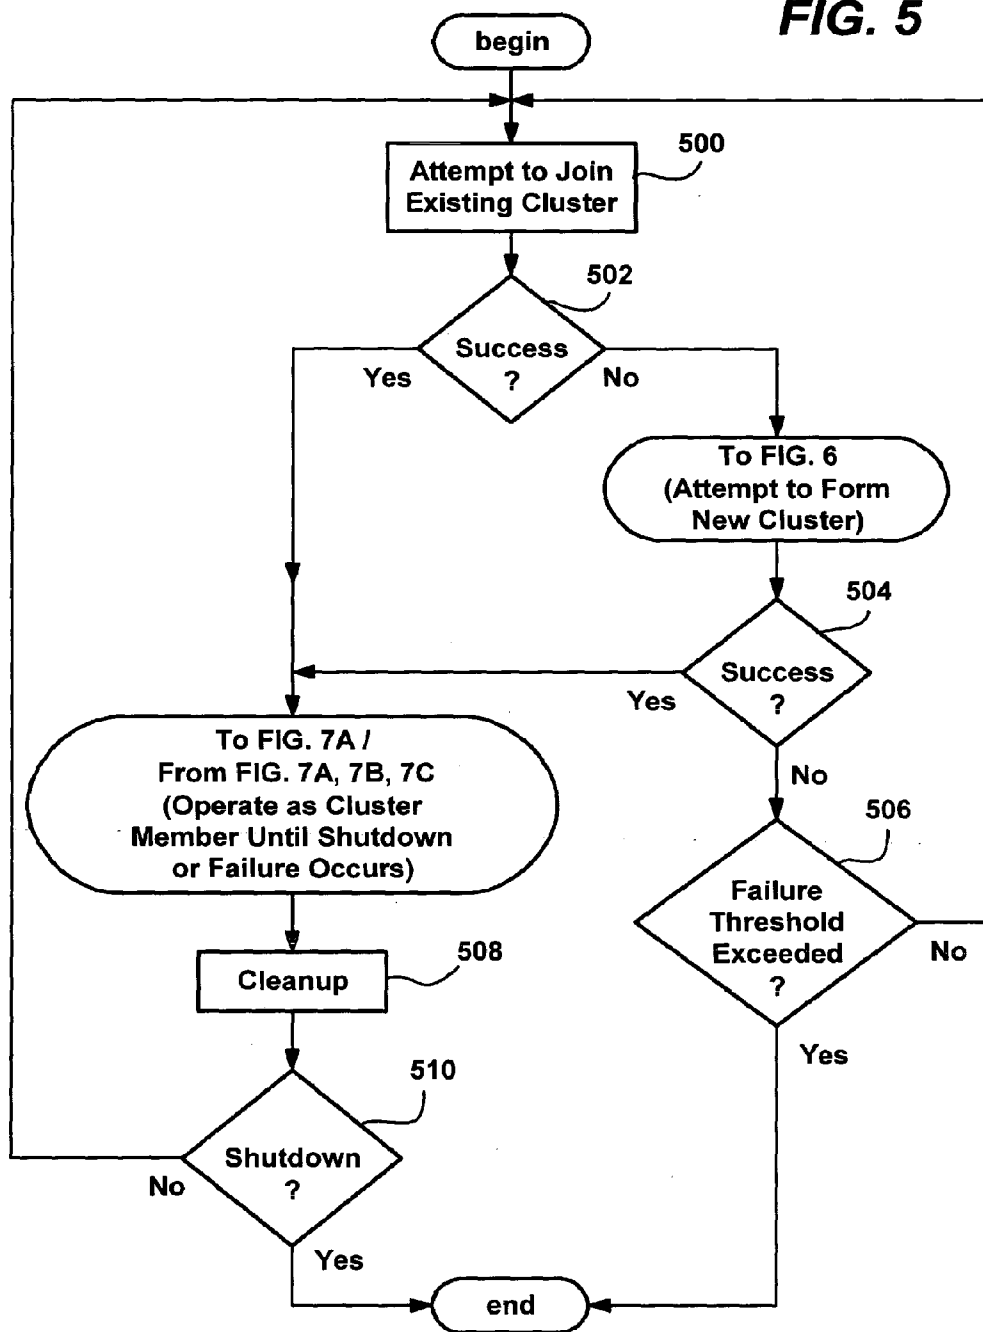 FIG. 5
begin
500
Attempt to Join
Existing Cluster
502
Success
?
Yes
No
To FIG. 6
(Attempt to Form
New Cluster)
504
Success
?
Yes
No
To FIG. 7A /
From FIG. 7A, 7B, 7C
(Operate as Cluster
Member Until Shutdown
or Failure Occurs)
506
Failure
Threshold
Exceeded
?
No
Yes
508
Cleanup
510
Shutdown
?
No
Yes
end